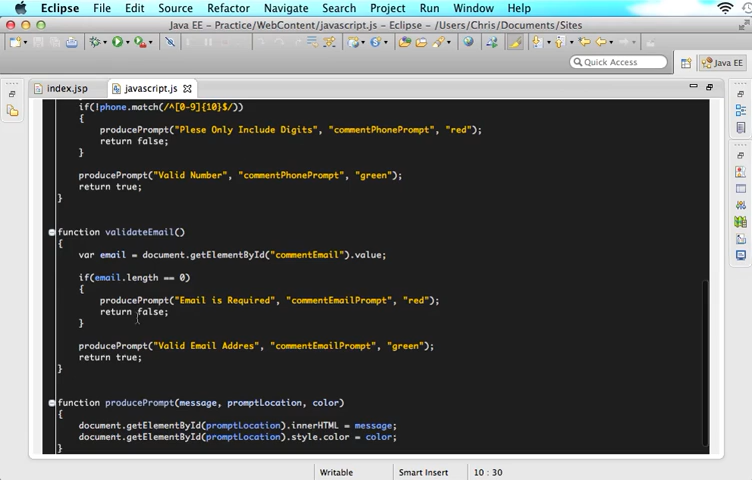 Eclipse File Edit Source Refactor Navigate Search Project Run Window Help
Java EE - Practice/WebContent/javascript.js - Eclipse - /Users/Chris/Documents/Sites
Quick Access
Java EE
index.jsp
javascript.js
if(!phone.match(/^[0-9]{10}$/))
{
producePrompt("Plese Only Include Digits", "commentPhonePrompt", "red");
return false;
}
producePrompt("Valid Number", "commentPhonePrompt", "green");
return true;
}
function validateEmail()
{
var email = document.getElementById("commentEmail").value;
if(email.length == 0)
{
producePrompt("Email is Required", "commentEmailPrompt", "red");
return false;
}
producePrompt("Valid Email Addres", "commentEmailPrompt", "green");
return true;
}
function producePrompt(message, promptLocation, color)
{
document.getElementById(promptLocation).innerHTML = message;
document.getElementById(promptLocation).style.color = color;
}
Writable
Smart Insert
10 : 30